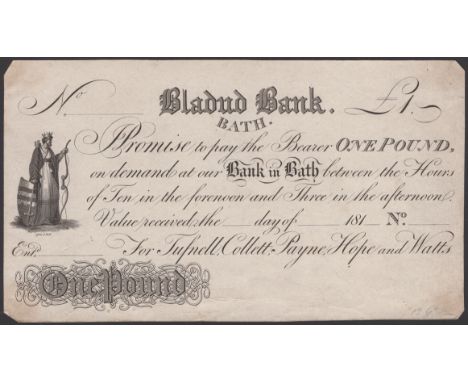 No
Bladud Bank.
£1.—
BATH.
Promise to pay the Bearer ONE POUND,
on demand at our Bank in Bath between the Hours
of Ten in the forenoon and Three in the afternoon.
Value received, the day of 181 No.
Entd. For Tufnell, Collett, Payne, Hope and Watts
One Pound